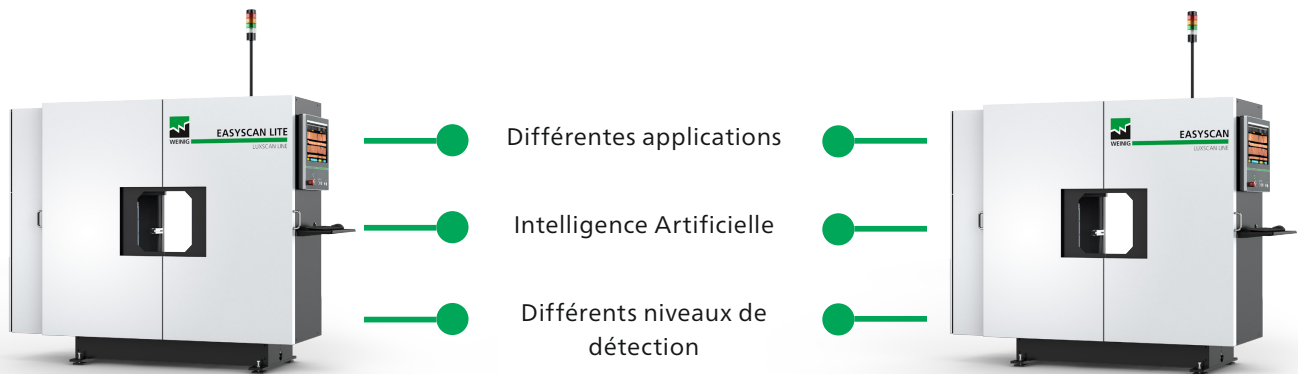 EASYSCAN LITE
WEINIG
LUXSCAN LINE
Différentes applications
Intelligence Artificielle
Différents niveaux de
détection
EASYSCAN
WEINIG
LUXSCAN LINE